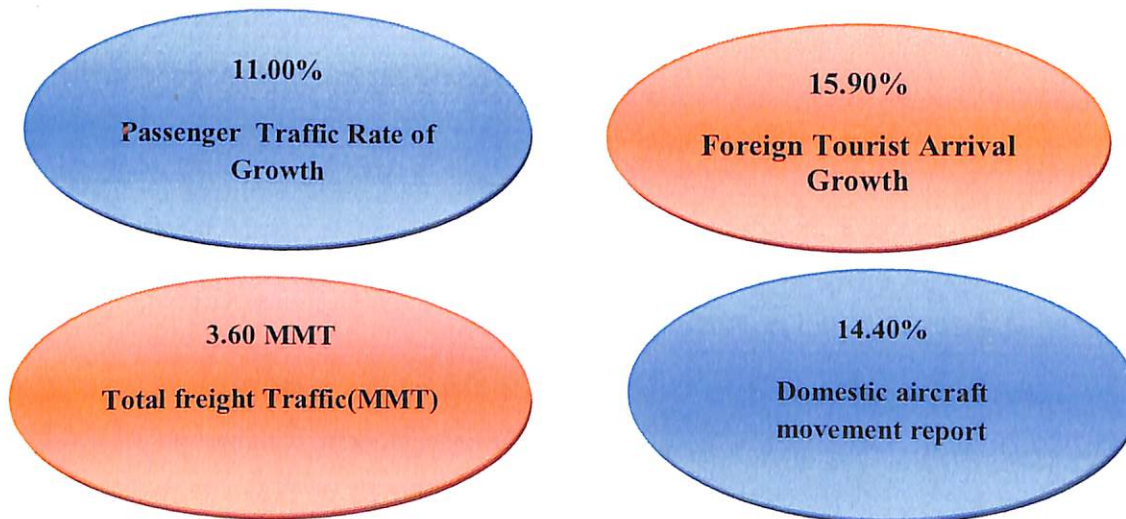 11.00%
Passenger Traffic Rate of
Growth
15.90%
Foreign Tourist Arrival
Growth
3.60 MMT
Total freight Traffic(MMT)
14.40%
Domestic aircraft
movement report